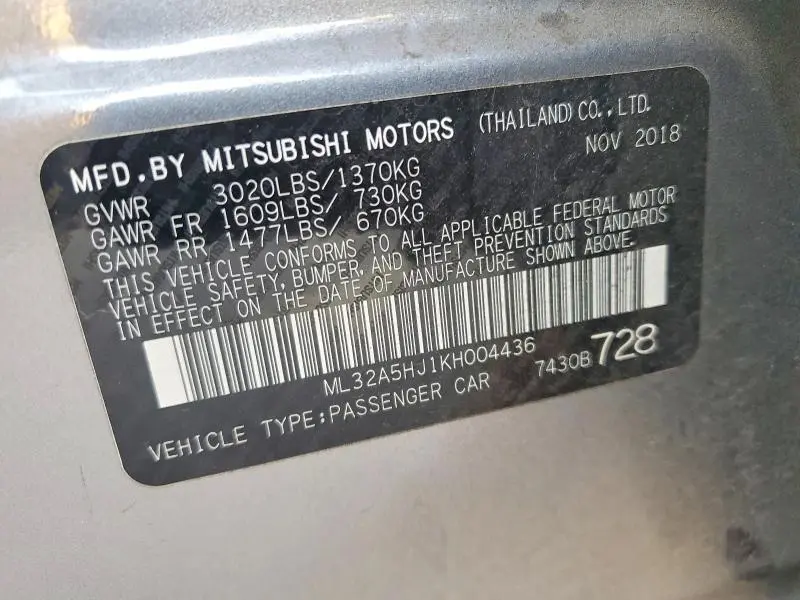 MFD.BY MITSUBISHI MOTORS (THAILAND) CO.,LTD.
NOV 2018
GVWR 3020LBS/1370KG
GAWR FR 1609LBS/ 730KG
GAWR RR 1477LBS/ 670KG
THIS VEHICLE CONFORMS TO ALL APPLICABLE FEDERAL MOTOR
VEHICLE SAFETY, BUMPER, AND THEFT PREVENTION STANDARDS
IN EFFECT ON THE DATE OF MANUFACTURE SHOWN ABOVE.
ML32A5HJ1KH004436 7430B 728
VEHICLE TYPE:PASSENGER CAR